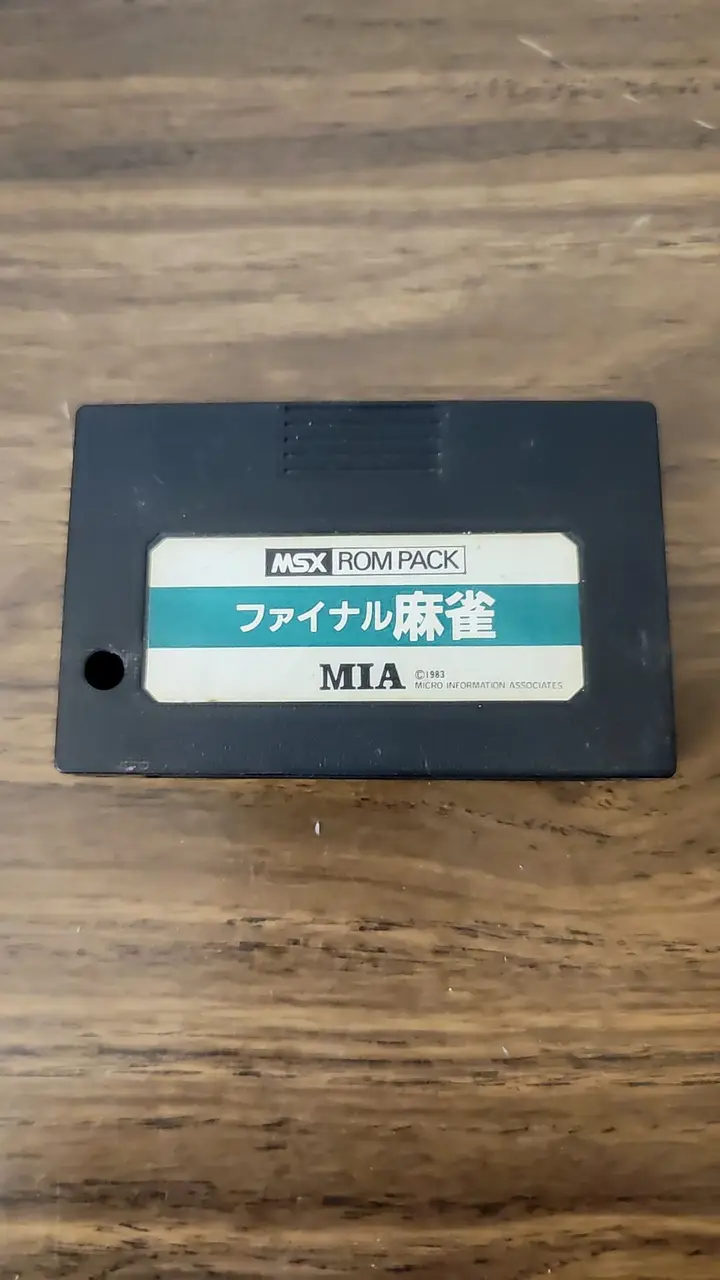 MSX ROM PACK
ファイナル麻雀
MIA ©1983
MICRO INFORMATION ASSOCIATES